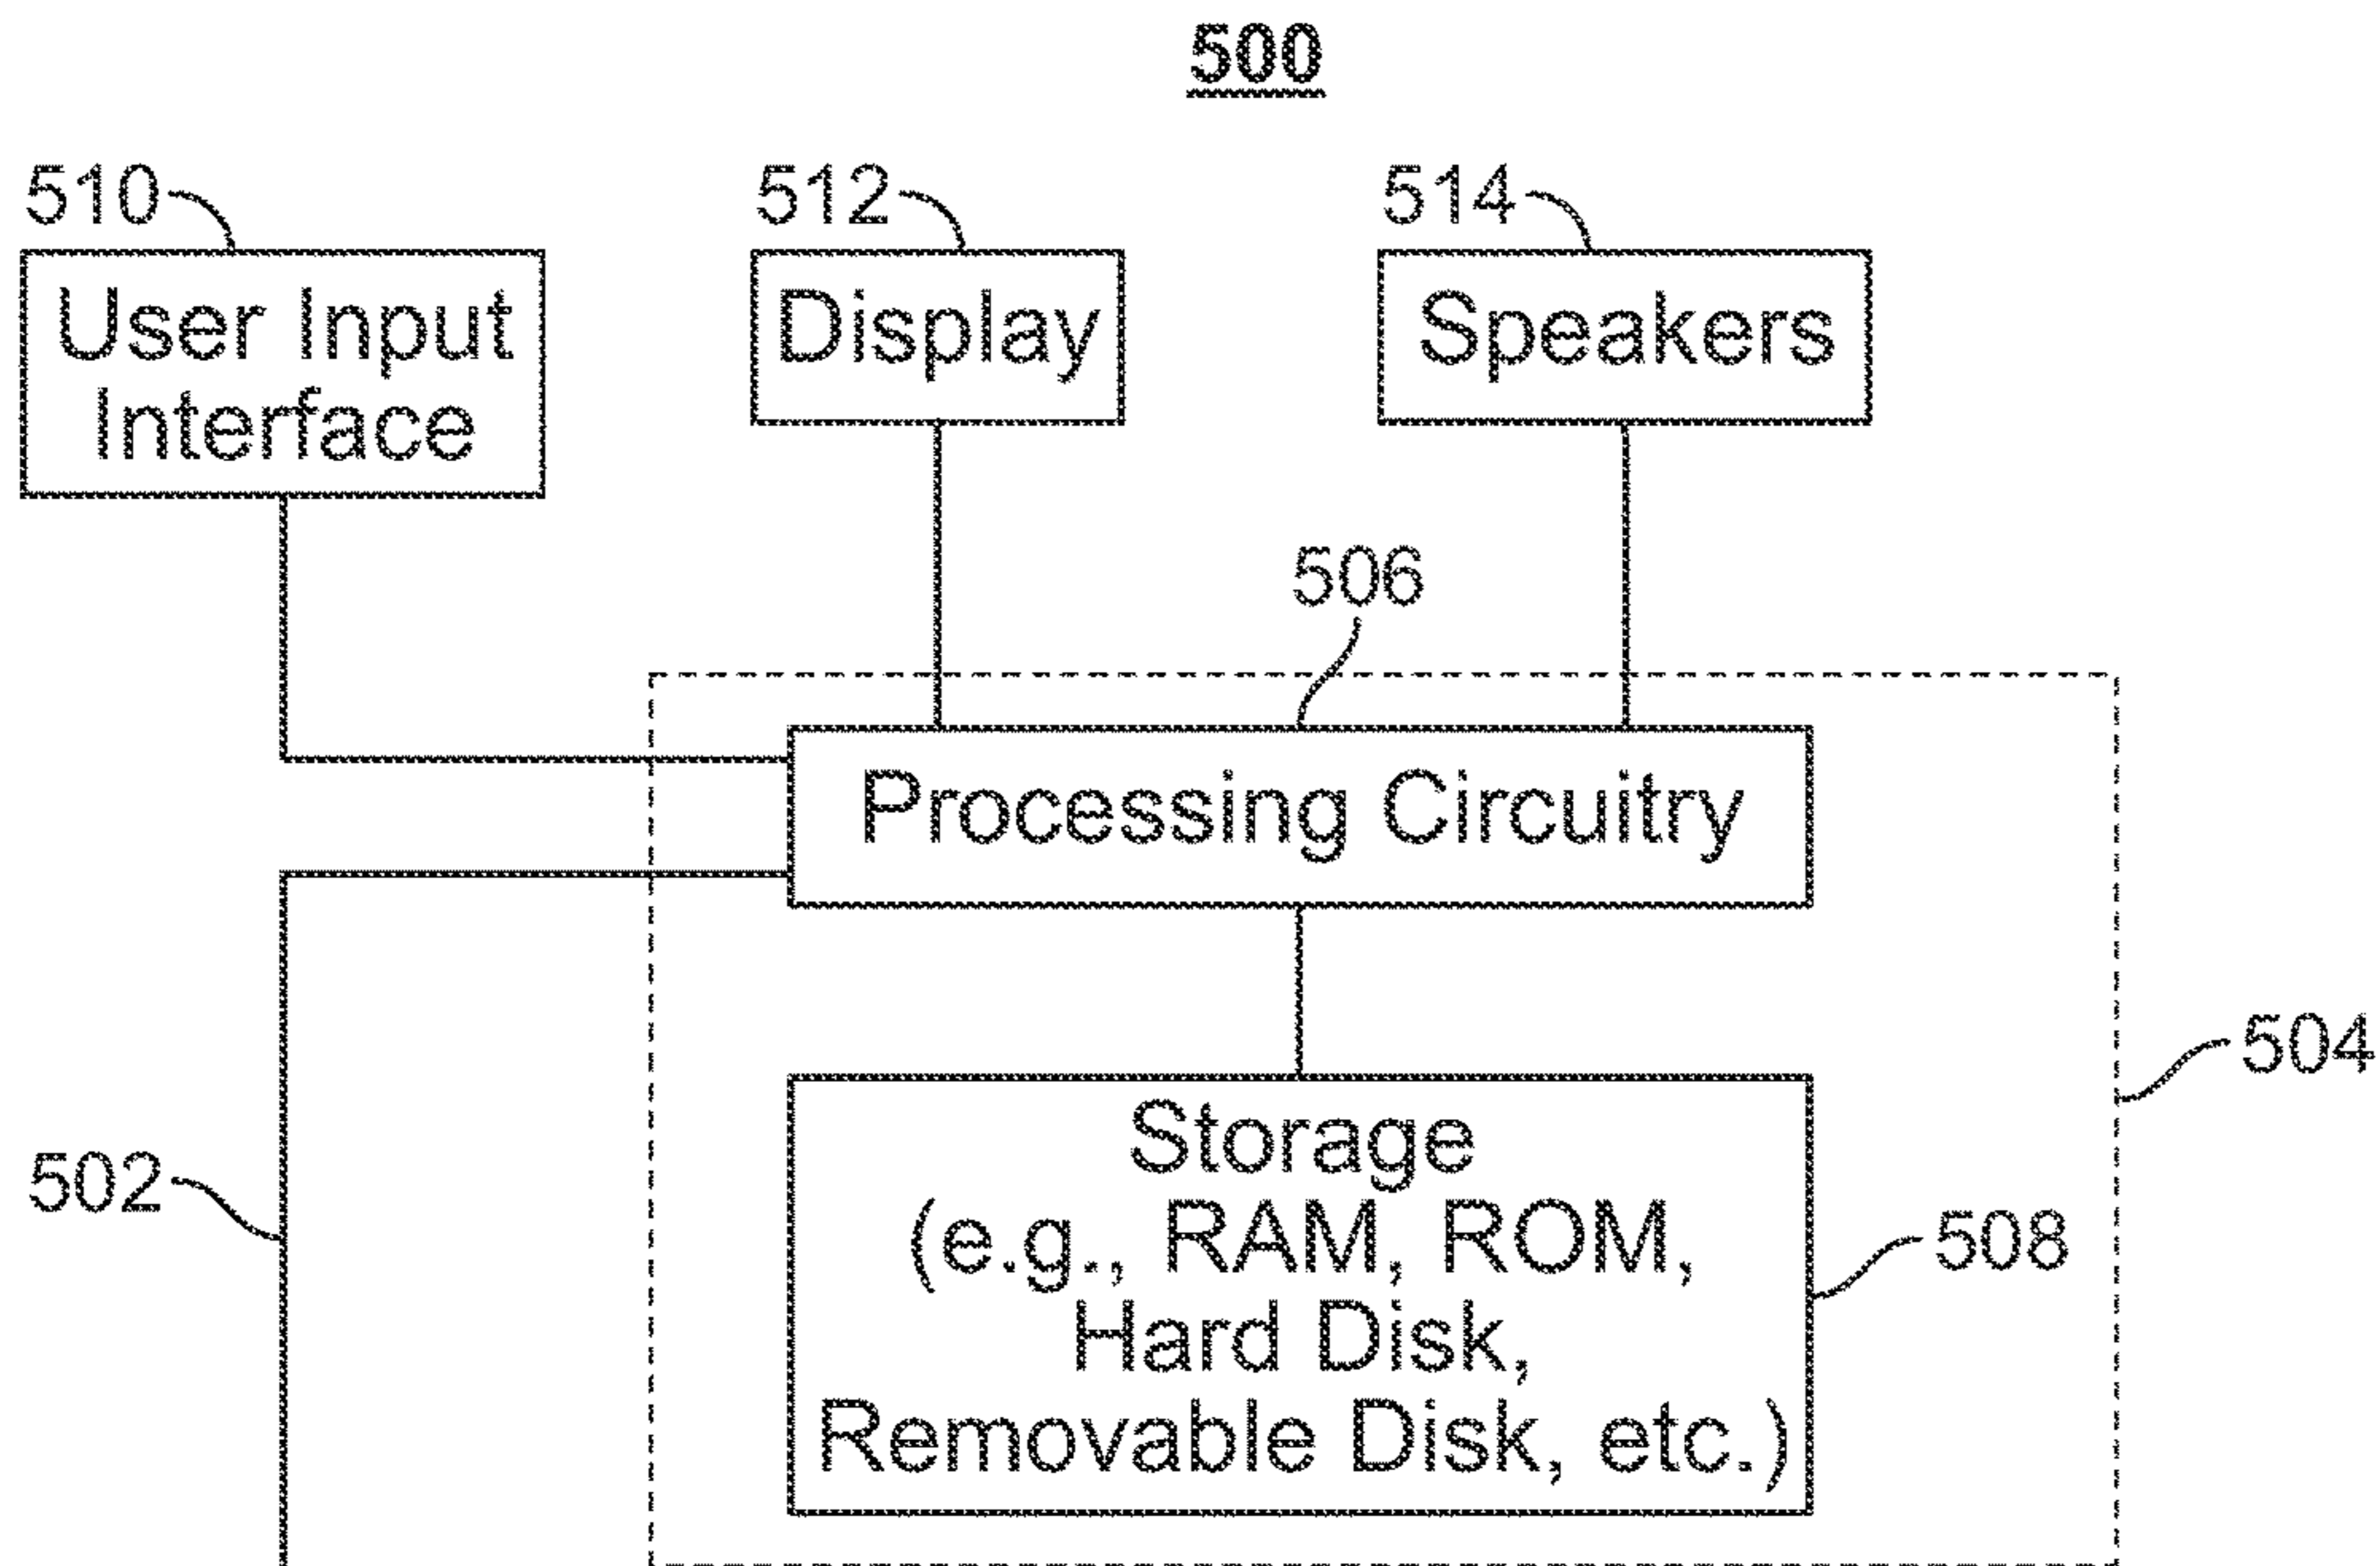 500
510
512
514
User Input
Interface
Display
Speakers
506
Processing Circuitry
504
502
Storage
(e.g., RAM, ROM,
Hard Disk,
Removable Disk, etc.)
508